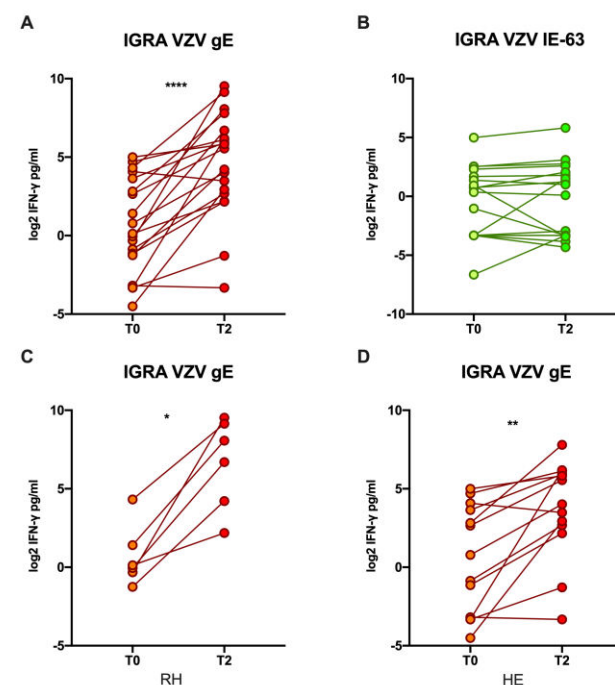 A
IGRA VZV gE
****
10
5
0
-5
log2 IFN-γ pg/ml
T0 T2
B
IGRA VZV IE-63
10
5
0
-5
-10
log2 IFN-γ pg/ml
T0 T2
C
IGRA VZV gE
*
10
5
0
-5
log2 IFN-γ pg/ml
T0 T2
RH
D
IGRA VZV gE
**
10
5
0
-5
log2 IFN-γ pg/ml
T0 T2
HE